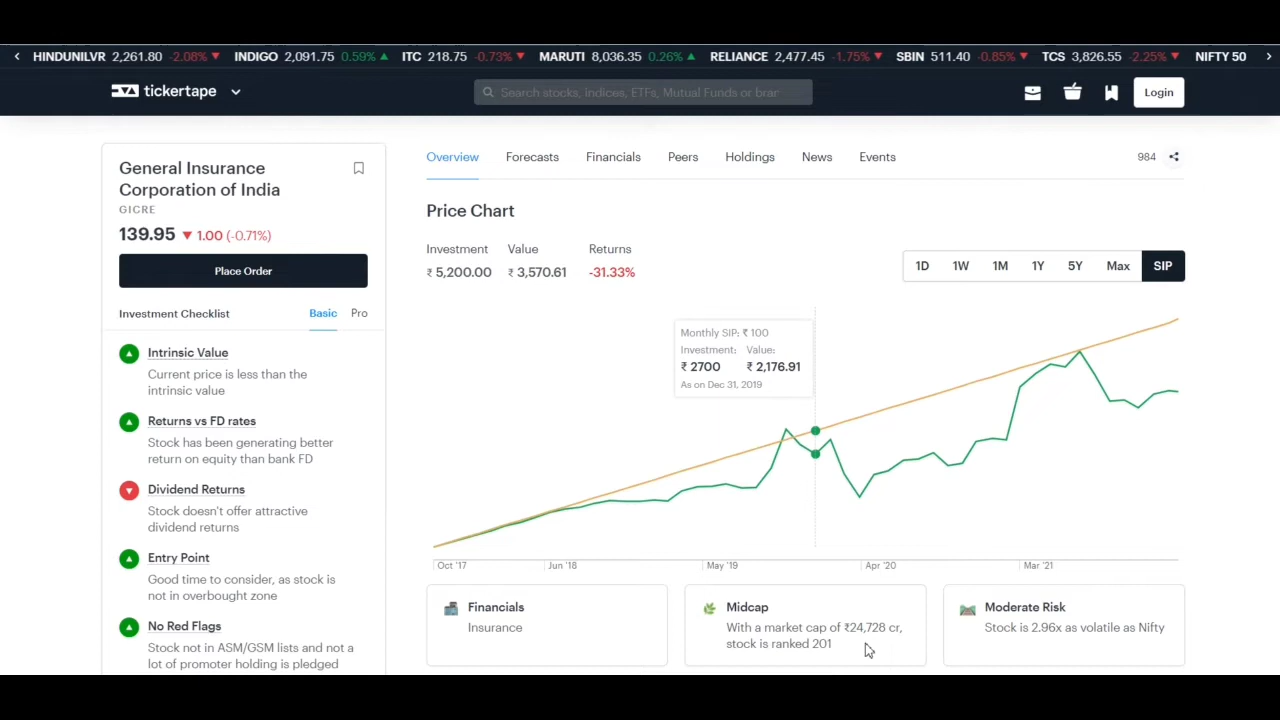 HINDUNILVR 2,261.80 -2.08% INDIGO 2,091.75 0.59% ITC 218.75 -0.73% MARUTI 8,036.35 0.26% RELIANCE 2,477.45 -1.75% SBIN 511.40 -0.85% TCS 3,826.55 -2.25% NIFTY 50
tickertape
Search stocks, indices, ETFs, Mutual Funds or brar
Login
General Insurance
Corporation of India
GICRE
139.95 1.00 (-0.71%)
Place Order
Investment Checklist Basic Pro
Intrinsic Value
Current price is less than the
intrinsic value
Returns vs FD rates
Stock has been generating better
return on equity than bank FD
Dividend Returns
Stock doesn't offer attractive
dividend returns
Entry Point
Good time to consider, as stock is
not in overbought zone
No Red Flags
Stock not in ASM/GSM lists and not a
lot of promoter holding is pledged
Overview Forecasts Financials Peers Holdings News Events
984
Price Chart
Investment Value Returns
₹ 5,200.00 ₹ 3,570.61 -31.33%
1D 1W 1M 1Y 5Y Max SIP
Monthly SIP: ₹ 100
Investment: Value:
₹ 2700 ₹ 2,176.91
As on Dec 31, 2019
Oct '17 Jun '18 May '19 Apr '20 Mar '21
Financials
Insurance
Midcap
With a market cap of ₹24,728 cr,
stock is ranked 201
Moderate Risk
Stock is 2.96x as volatile as Nifty